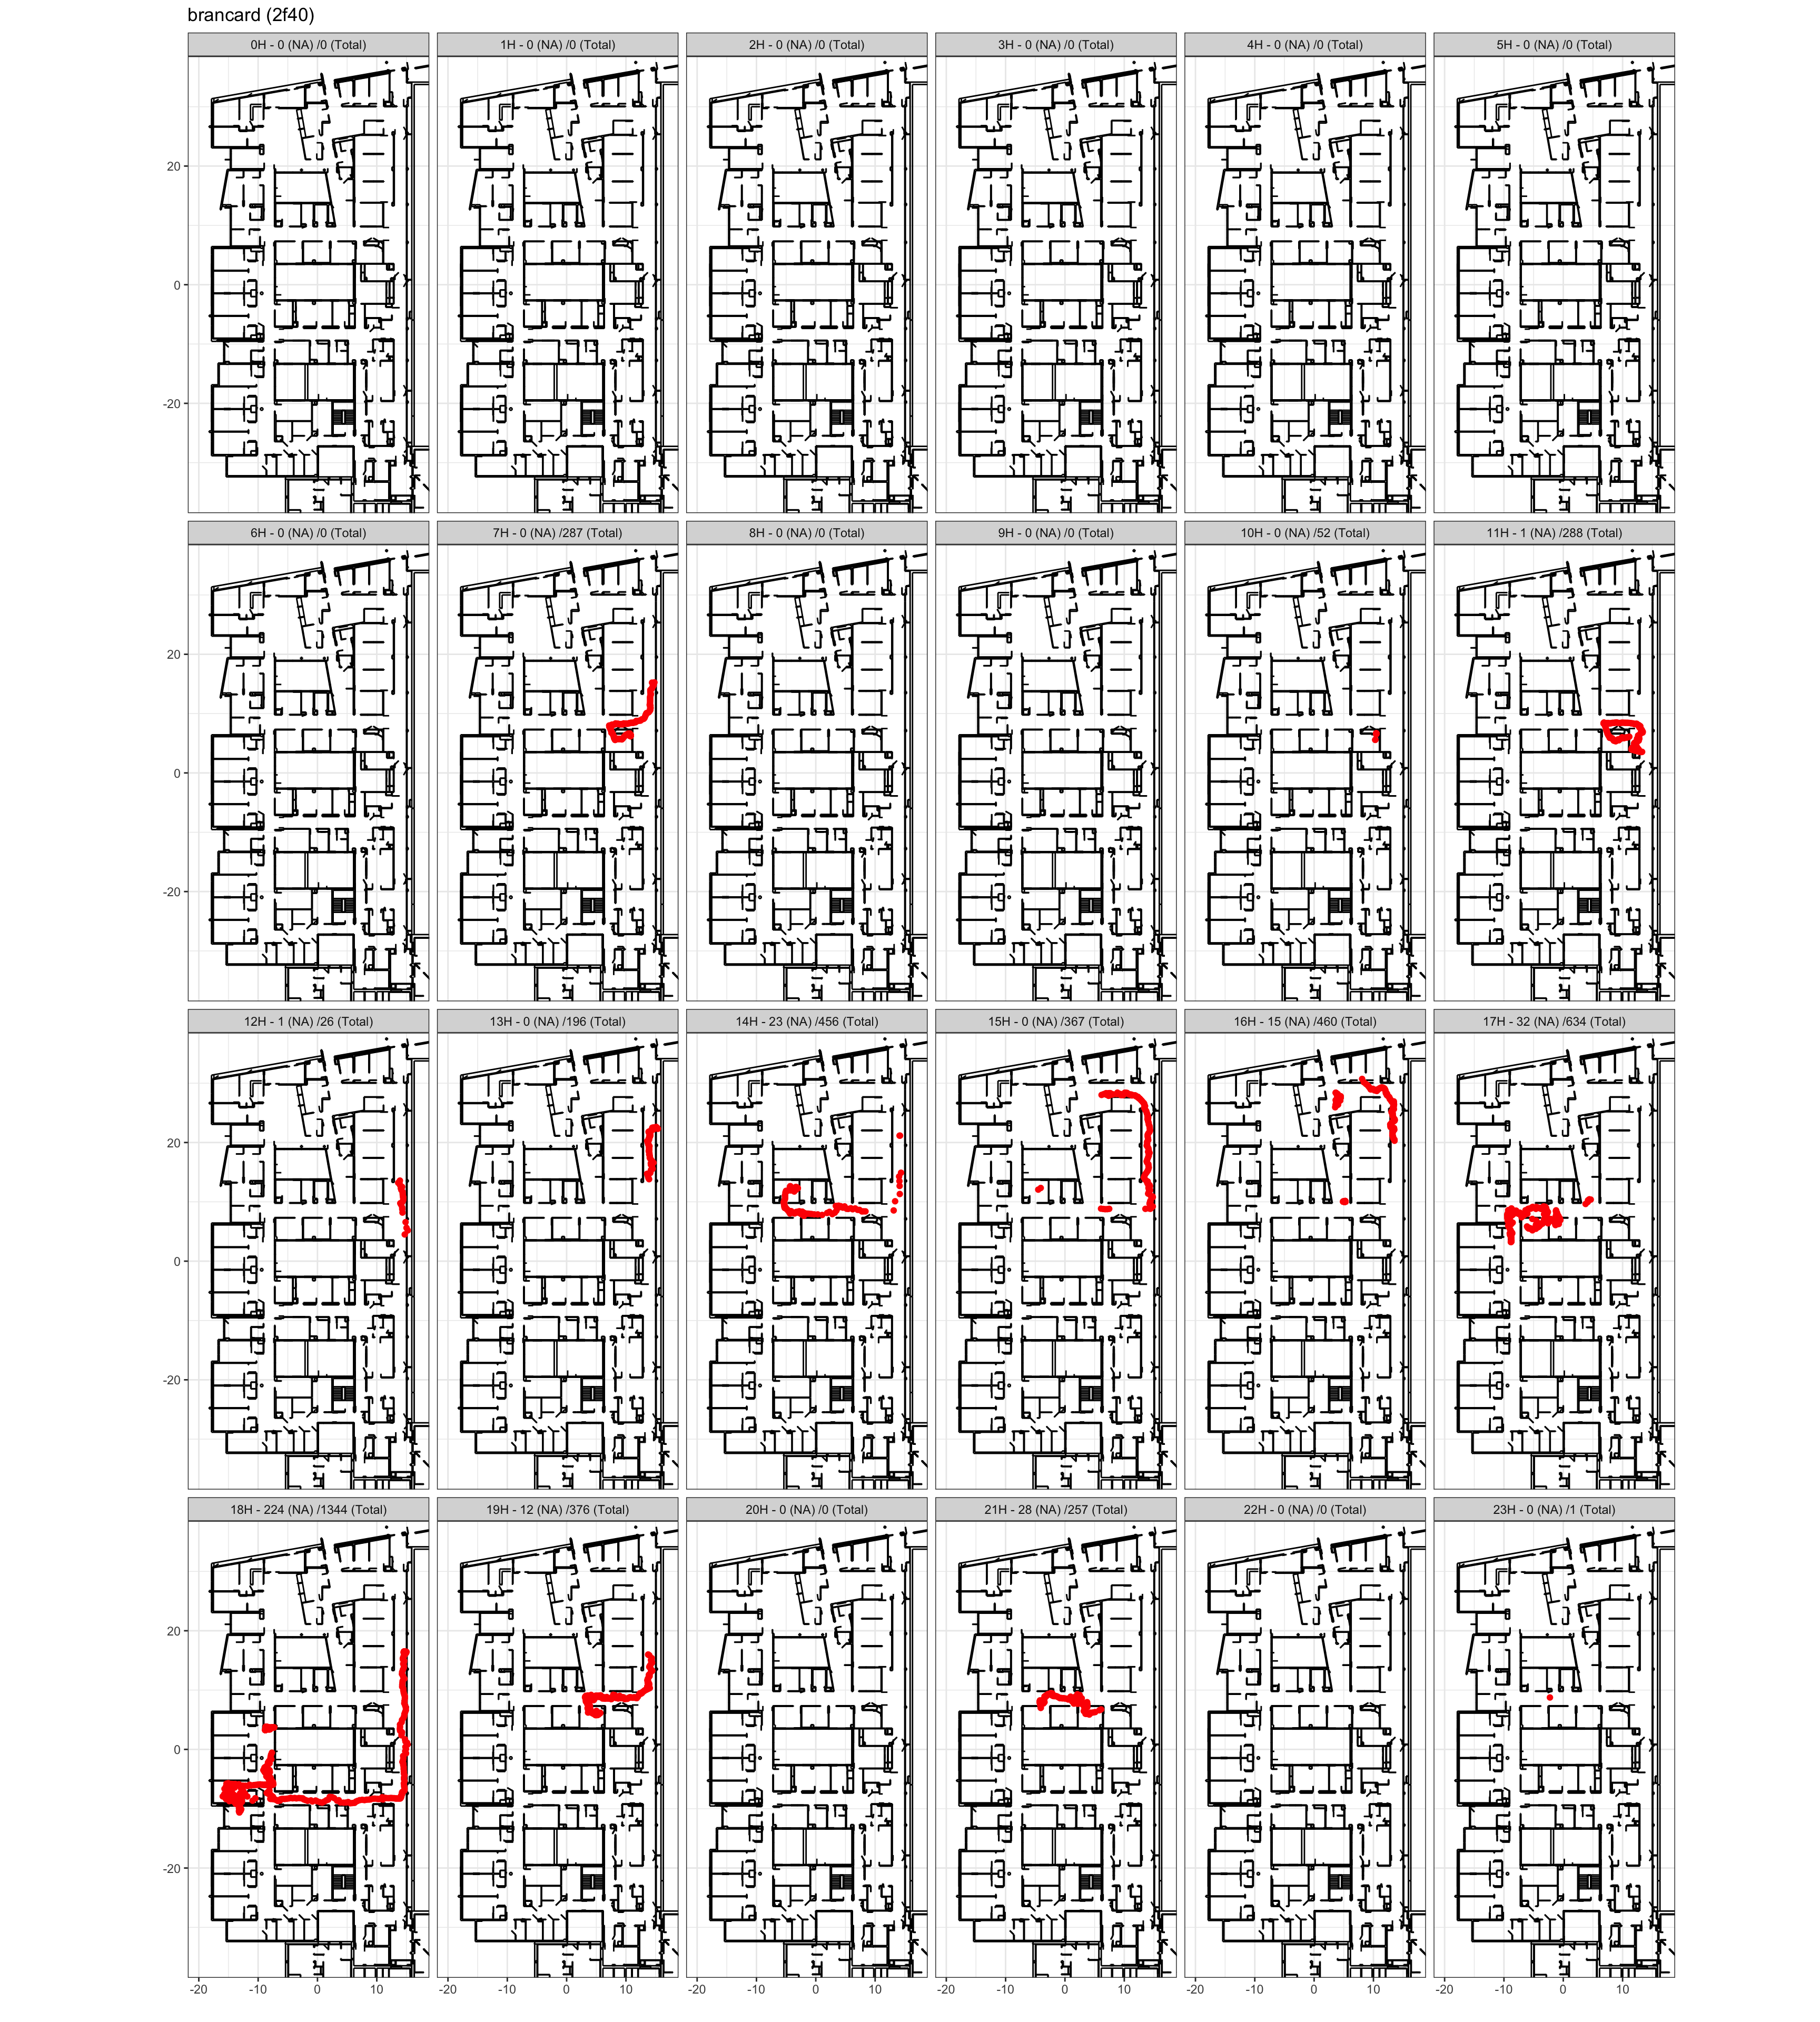 brancard (2f40)
0H - 0 (NA) /0 (Total) 1H - 0 (NA) /0 (Total) 2H - 0 (NA) /0 (Total) 3H - 0 (NA) /0 (Total) 4H - 0 (NA) /0 (Total) 5H - 0 (NA) /0 (Total)
20
0
-20
6H - 0 (NA) /0 (Total) 7H - 0 (NA) /287 (Total) 8H - 0 (NA) /0 (Total) 9H - 0 (NA) /0 (Total) 10H - 0 (NA) /52 (Total) 11H - 1 (NA) /288 (Total)
20
0
-20
12H - 1 (NA) /26 (Total) 13H - 0 (NA) /196 (Total) 14H - 23 (NA) /456 (Total) 15H - 0 (NA) /367 (Total) 16H - 15 (NA) /460 (Total) 17H - 32 (NA) /634 (Total)
20
0
-20
18H - 224 (NA) /1344 (Total) 19H - 12 (NA) /376 (Total) 20H - 0 (NA) /0 (Total) 21H - 28 (NA) /257 (Total) 22H - 0 (NA) /0 (Total) 23H - 0 (NA) /1 (Total)
20
0
-20
-20 -10 0 10 -20 -10 0 10 -20 -10 0 10 -20 -10 0 10 -20 -10 0 10 -20 -10 0 10